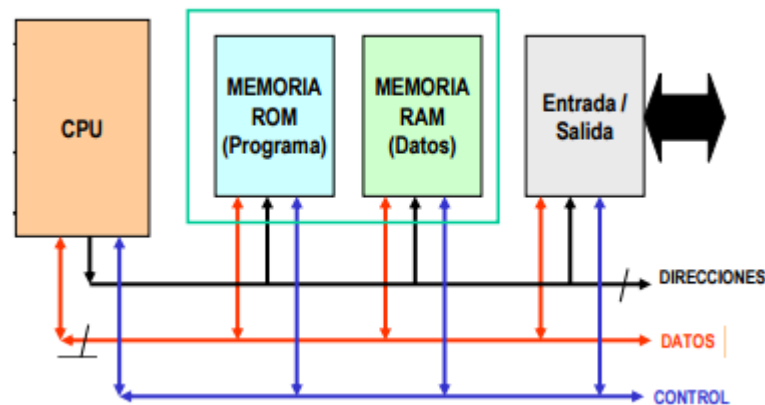 CPU
MEMORIA
ROM
(Programa)
MEMORIA
RAM
(Datos)
Entrada /
Salida
DIRECCIONES
DATOS
CONTROL